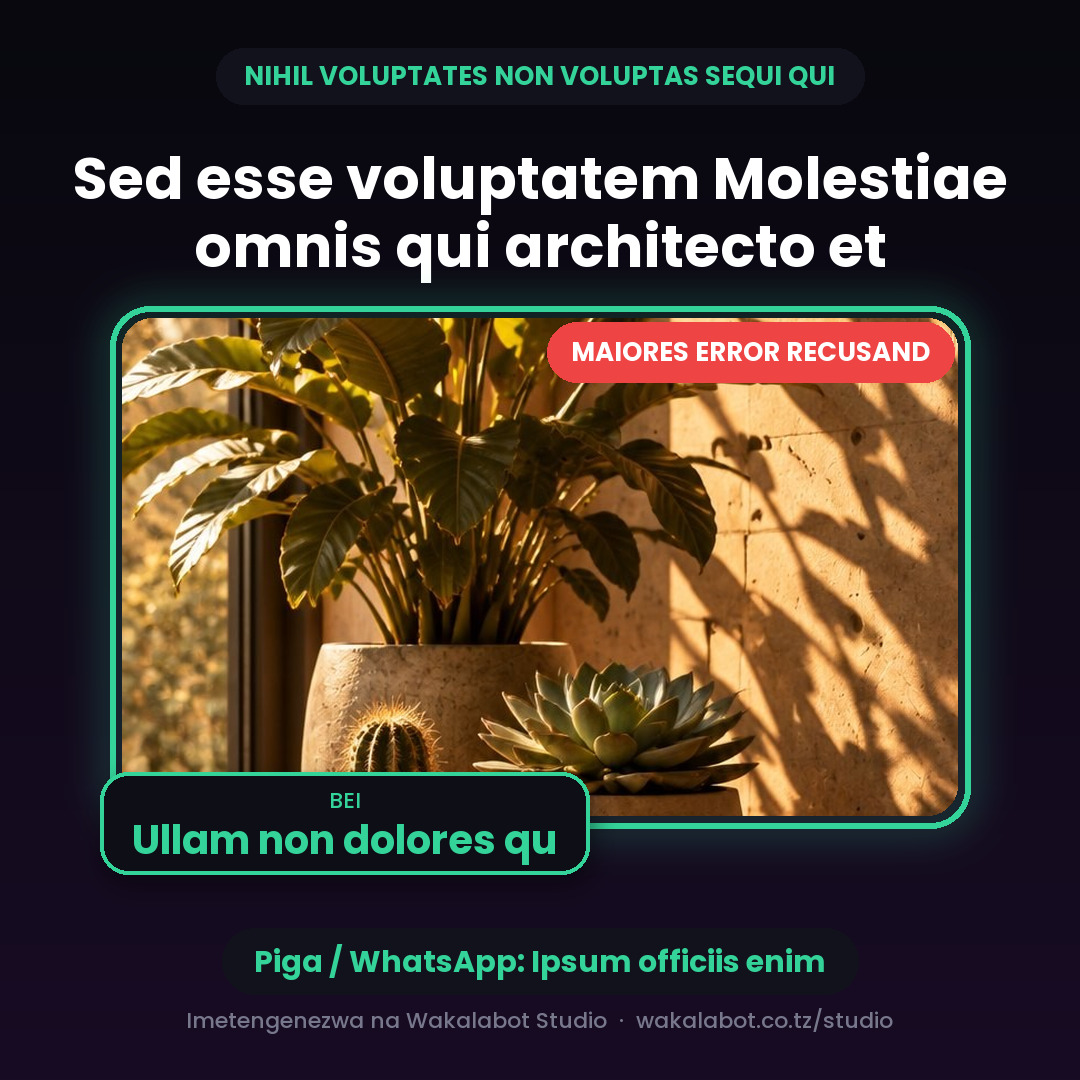 NIHIL VOLUPTATES NON VOLUPTAS SEQUI QUI
Sed esse voluptatem Molestiae
omnis qui architecto et
MAIORES ERROR RECUSAND
BEI
Ullam non dolores qu
Piga / WhatsApp: Ipsum officiis enim
Imetengenezwa na Wakalabot Studio · wakalabot.co.tz/studio